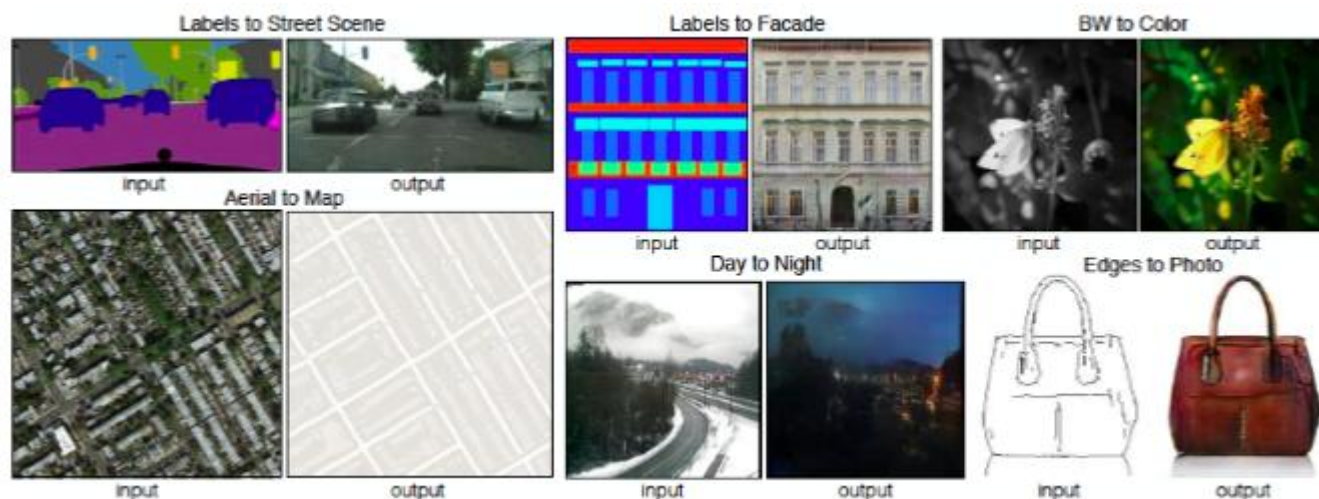 Labels to Street Scene
input
output
Aerial to Map
input
output
Labels to Facade
input
output
BW to Color
input
output
Day to Night
input
output
Edges to Photo
input
output